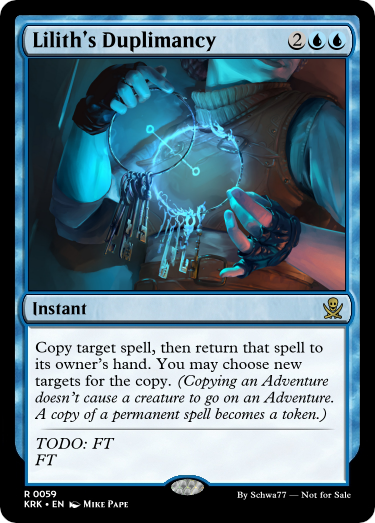 Lilith's Duplimancy 2
Instant
Copy target spell, then return that spell to
its owner's hand. You may choose new
targets for the copy. (Copying an Adventure
doesn't cause a creature to go on an Adventure.
A copy of a permanent spell becomes a token.)
TODO: FT
FT
R 0059
KRK • EN Mike Pape
By Schwa77 — Not for Sale